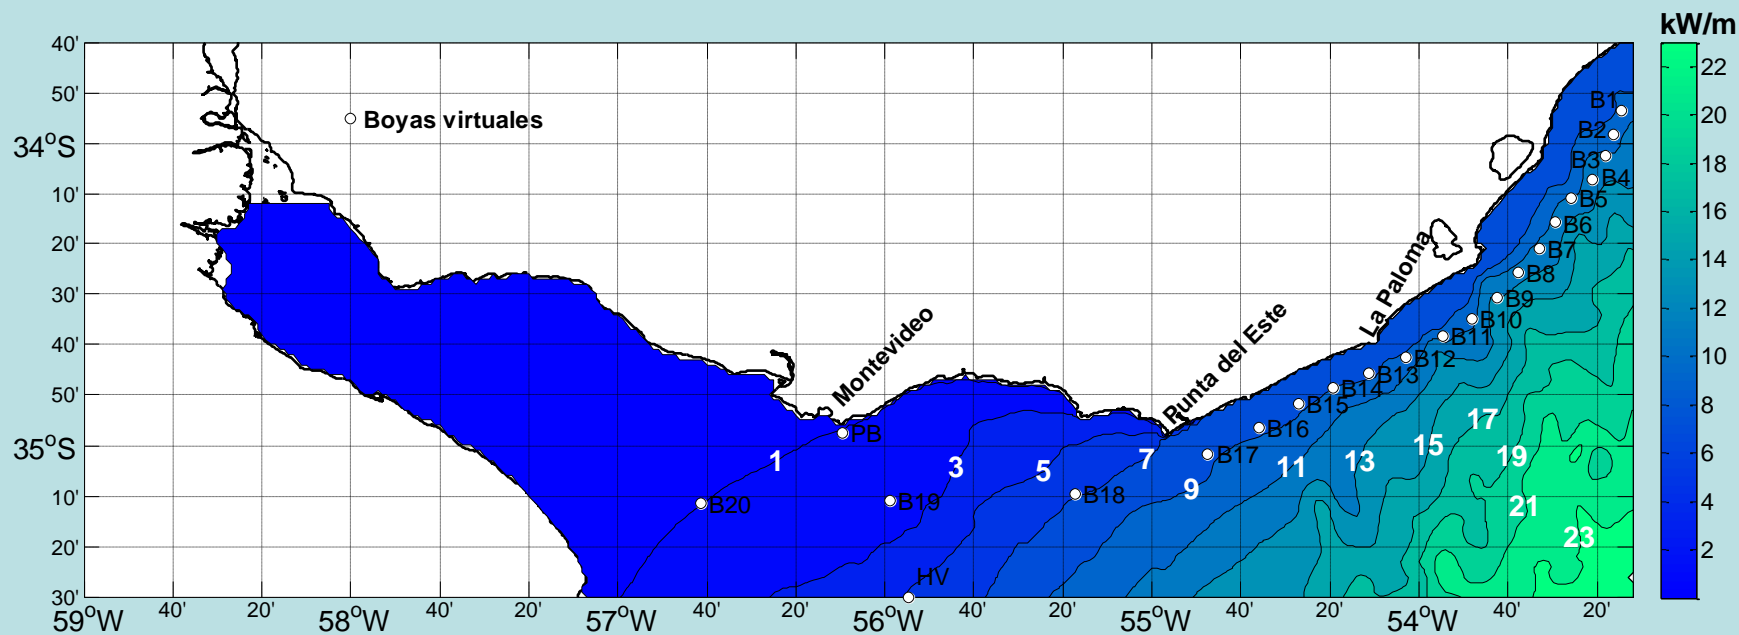 kW/m
40'
50'
34°S
10'
20'
30'
40'
50'
35°S
10'
20'
30'
Boyas virtuales
Montevideo
Punta del Este
La Paloma
B1
B2
B3
B4
B5
B6
B7
B8
B9
B10
B11
B12
B13
B14
B15
B16
B17
B18
B19
B20
PB
HV
1
3
5
7
9
11
13
15
17
19
21
23
59°W
40'
20'
58°W
40'
20'
57°W
40'
20'
56°W
40'
20'
55°W
40'
20'
54°W
40'
20'
22
20
18
16
14
12
10
8
6
4
2